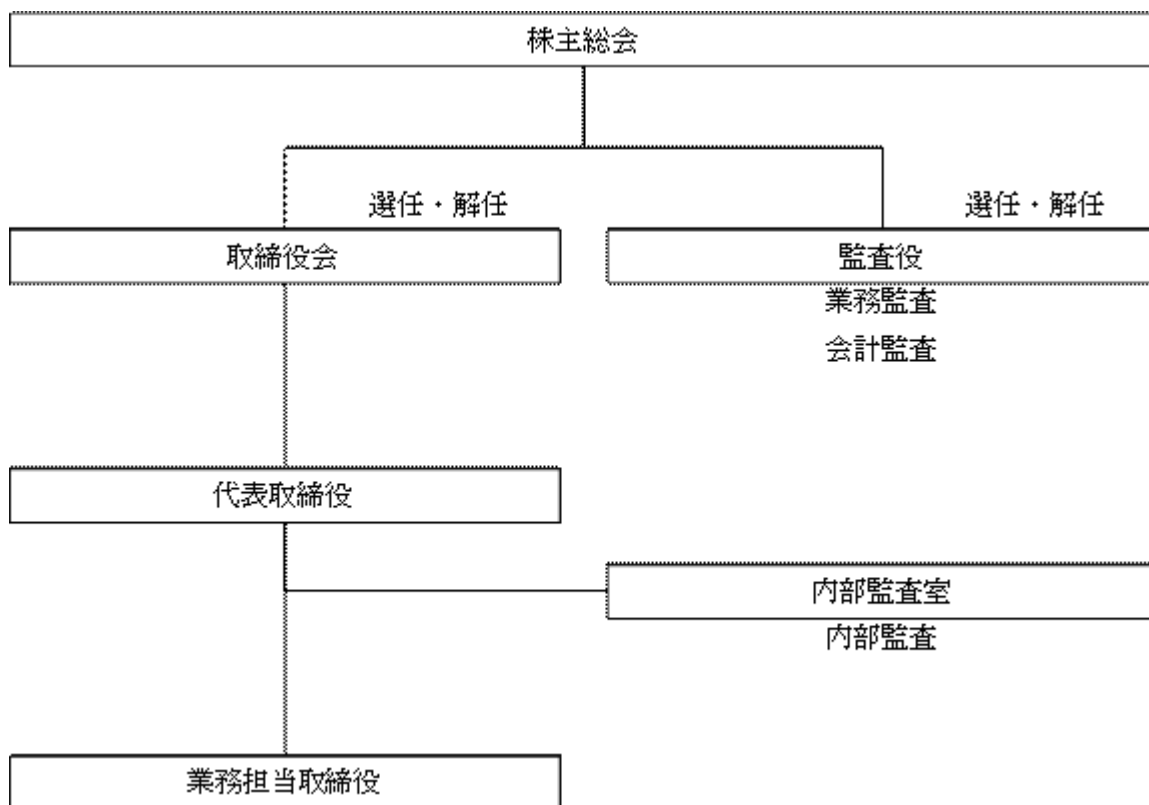 株主総会
選任・解任
選任・解任
取締役会
監査役
業務監査
会計監査
代表取締役
内部監査室
内部監査
業務担当取締役